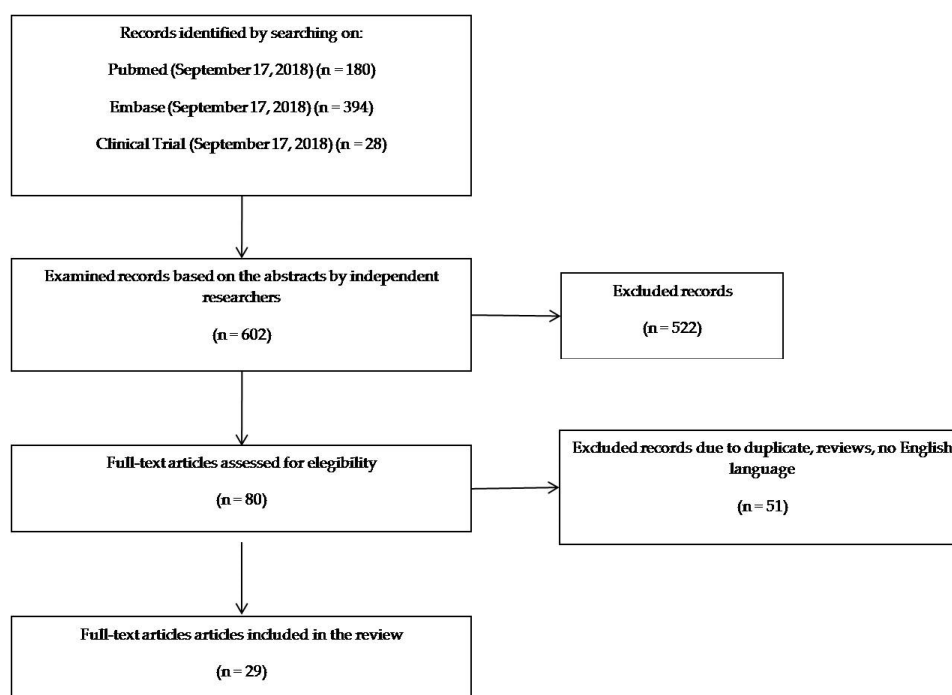 Records identified by searching on:
Pubmed (September 17, 2018) (n = 180)
Embase (September 17, 2018) (n = 394)
Clinical Trial (September 17, 2018) (n = 28)
Examined records based on the abstracts by independent
researchers
(n = 602)
Excluded records
(n = 522)
Full-text articles assessed for elegibility
(n = 80)
Excluded records due to duplicate, reviews, no English
language
(n = 51)
Full-text articles articles included in the review
(n = 29)